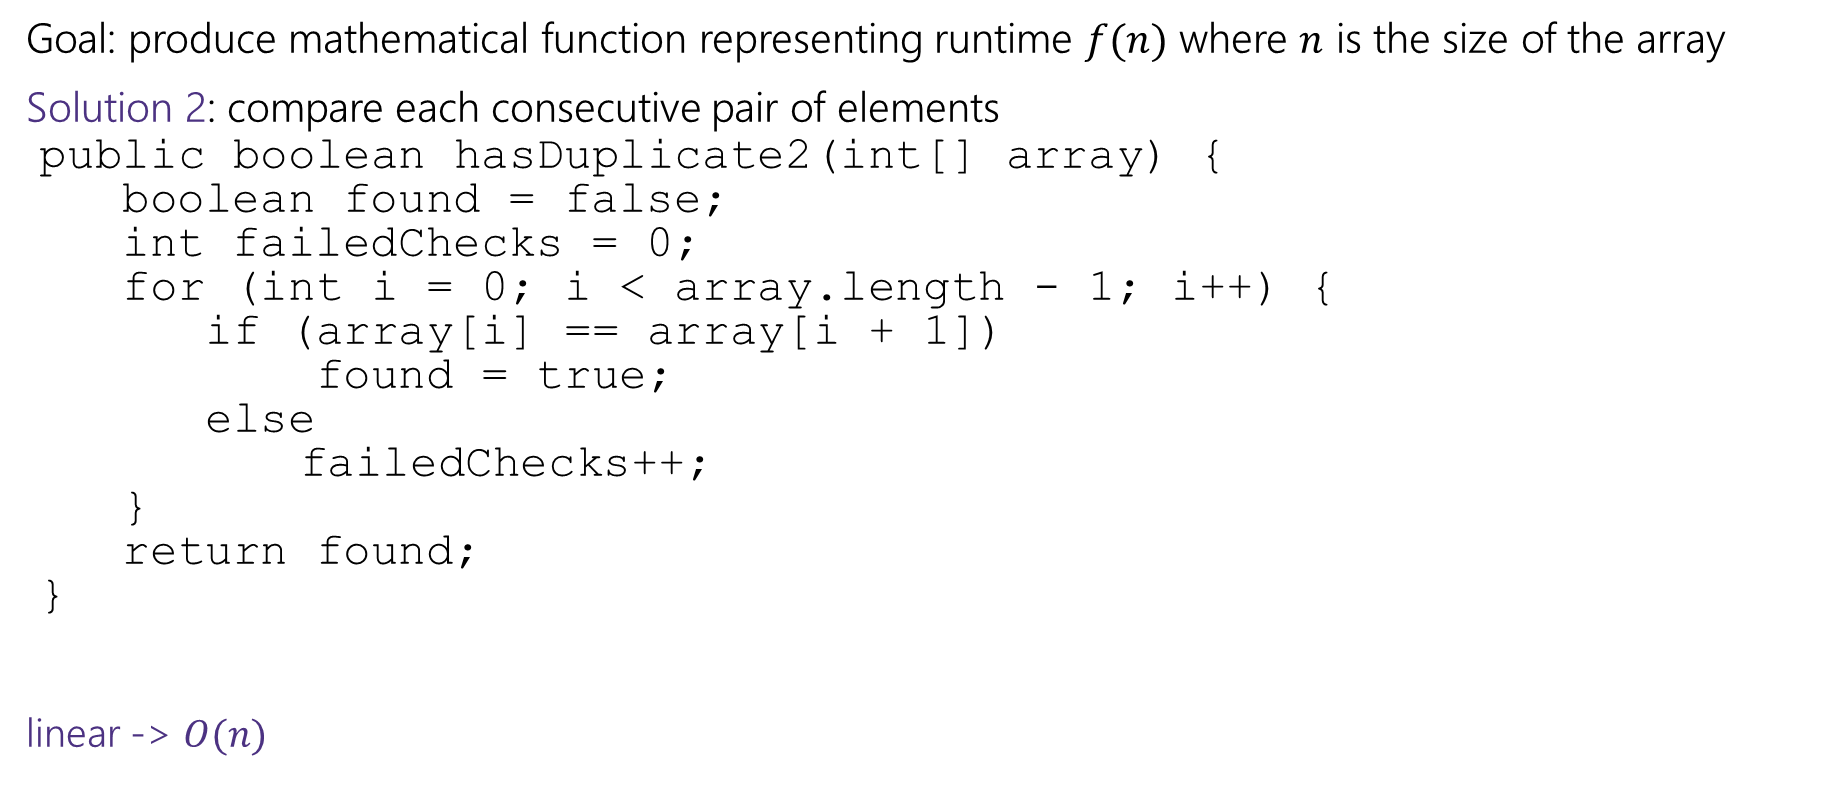 Goal: produce mathematical function representing runtime f(n) where n is the size of the array
Solution 2: compare each consecutive pair of elements
public boolean hasDuplicate2(int[] array) {
    boolean found = false;
    int failedChecks = 0;
    for (int i = 0; i < array.length - 1; i++) {
        if (array[i] == array[i + 1])
            found = true;
        else
            failedChecks++;
    }
    return found;
}
linear -> O(n)